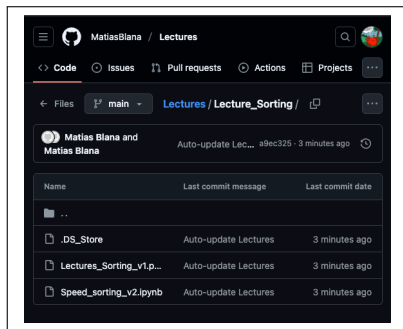 MatiasBlana / Lectures
Code Issues Pull requests Actions Projects ...
Files main Lectures / Lecture_Sorting / ...
Matias Blana and
Matias Blana Auto-update Lec... a9ec325 · 3 minutes ago
Name Last commit message Last commit date
..
.DS_Store Auto-update Lectures 3 minutes ago
Lectures_Sorting_v1.p... Auto-update Lectures 3 minutes ago
Speed_sorting_v2.ipynb Auto-update Lectures 3 minutes ago